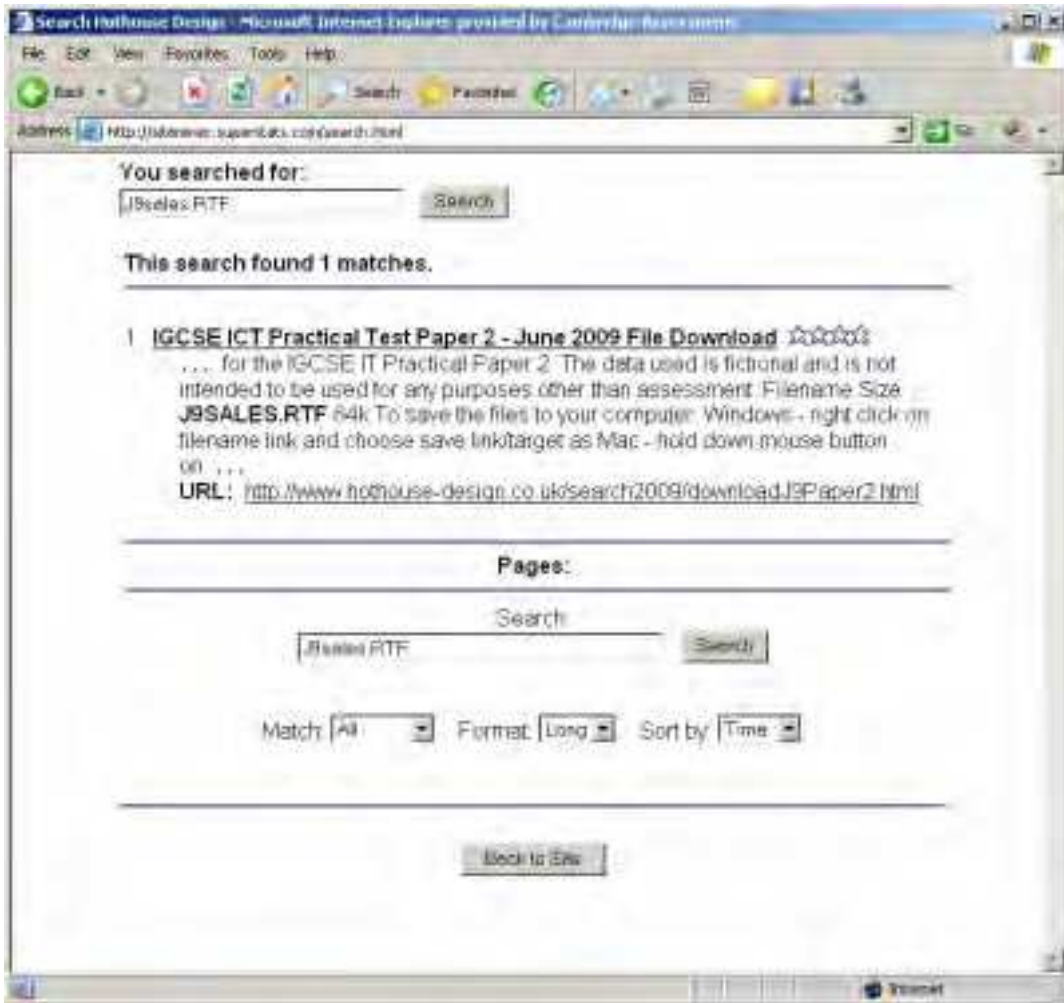 Search Hothouse Design - Microsoft Internet Explorer provided by Cambridge Assessment
File Edit View Favorites Tools Help
Back Search Favorites
Address
You searched for:
J9sales.RTF Search
This search found 1 matches.
1 IGCSE ICT Practical Test Paper 2 - June 2009 File Download
. . . for the IGCSE IT Practical Paper 2. The data used is fictional and is not
intended to be used for any purposes other than assessment. Filename Size
J9SALES.RTF 64k To save the files to your computer: Windows - right click on
filename link and choose save link/target as Mac - hold down mouse button
on . . .
URL: http://www.hothouse-design.co.uk/search2009/downloadJ9Paper2.html
Pages:
Search
J9sales.RTF Search
Match: All Format: Long Sort by: Time
Back to Site
Internet